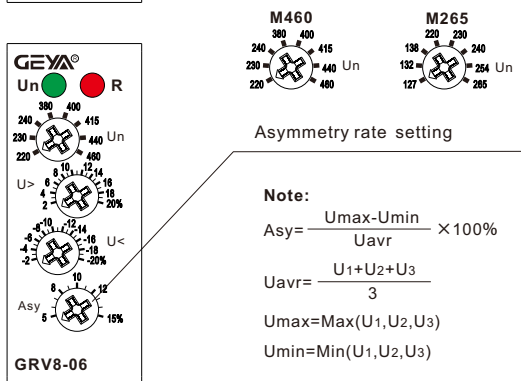 M460
380 400
240 415
230 440 Un
220 460
M265
220 230
138 240
132 254 Un
127 265
GEYA®
Un R
380 400
240 415
230 440 Un
220 460
U>
10 12
8 14
6 16
4 18
2 20%
U<
-10 -12
-8 -14
-6 -16
-4 -18
-2 -20%
Asy
8 10 12
5 15%
GRV8-06
Asymmetry rate setting
Note:
Asy= Umax-Umin ×100%
Uavr
Uavr= U1+U2+U3
3
Umax=Max(U1,U2,U3)
Umin=Min(U1,U2,U3)